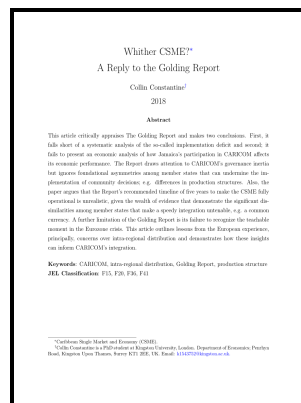 Whither CSME?*
A Reply to the Golding Report
Collin Constantine†
2018
Abstract
This article critically appraises The Golding Report and makes two conclusions. First, it
falls short of a systematic analysis of the so-called implementation deficit and second; it
fails to present an economic analysis of how Jamaica's participation in CARICOM affects
its economic performance. The Report draws attention to CARICOM's governance inertia
but ignores foundation asymmetries among member states that can undermine the im-
plementation of community decisions; e.g. differences in production structures. Also, the
paper argues that the Report's recommended timeline of five years to make the CSME fully
operational is unrealistic, given the wealth of evidence that demonstrate the significant dis-
similarities among member states that make a speedy integration untenable, e.g. a common
currency. A further limitation of the Golding Report is its failure to recognize the teachable
moment in the Eurozone crisis. This article outlines lessons from the European experience,
principally, concerns over intra-regional distribution and demonstrates how these insights
can inform CARICOM's integration.
Keywords: CARICOM, intra-regional distribution, Golding Report, production structure
JEL Classification: F15, F20, F36, F41
*Caribbean Single Market and Economy (CSME).
†Collin Constantine is a PhD student at Kingston University, London. Department of Economics; Penrhyn
Road, Kingston Upon Thames, Surrey KT1 2EE, UK. Email: